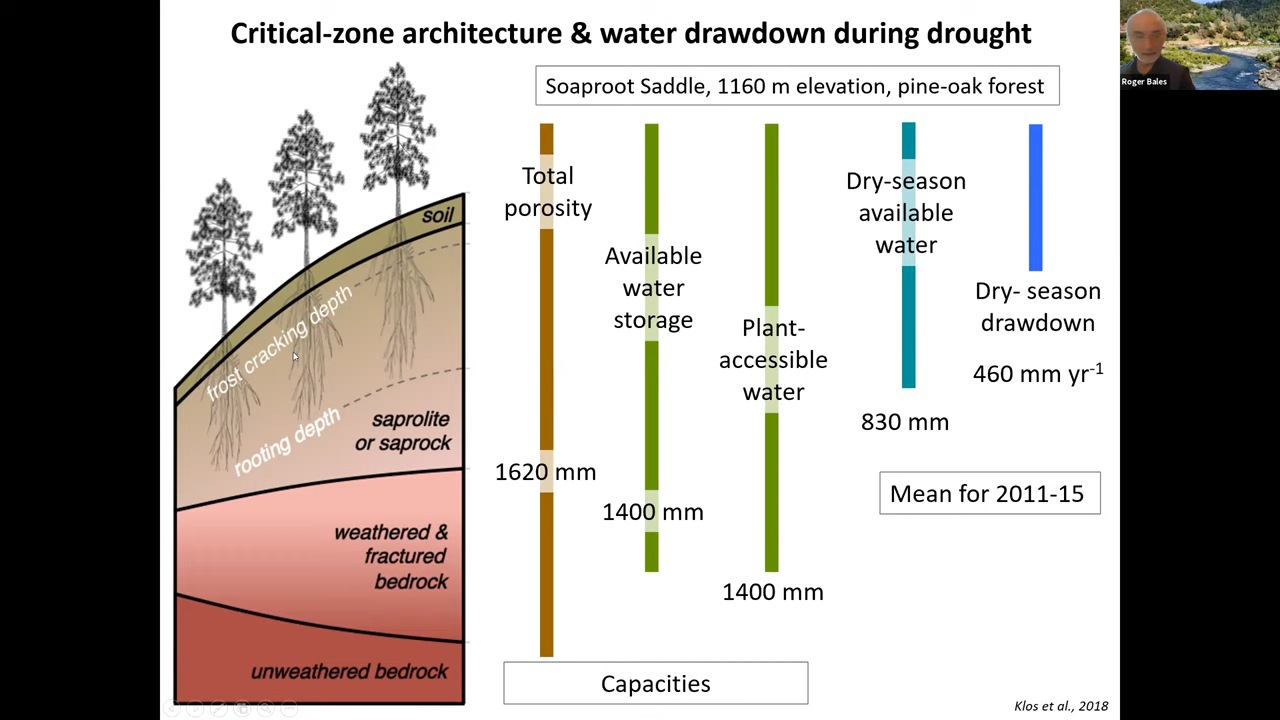 Critical-zone architecture & water drawdown during drought
Roger Bales
Soaproot Saddle, 1160 m elevation, pine-oak forest
Total
porosity
1620 mm
Available
water
storage
1400 mm
Plant-
accessible
water
1400 mm
Dry-season
available
water
830 mm
Dry- season
drawdown
460 mm yr-1
Mean for 2011-15
Capacities
soil
frost cracking depth
rooting depth
saprolite
or saprock
weathered &
fractured
bedrock
unweathered bedrock
Klos et al., 2018